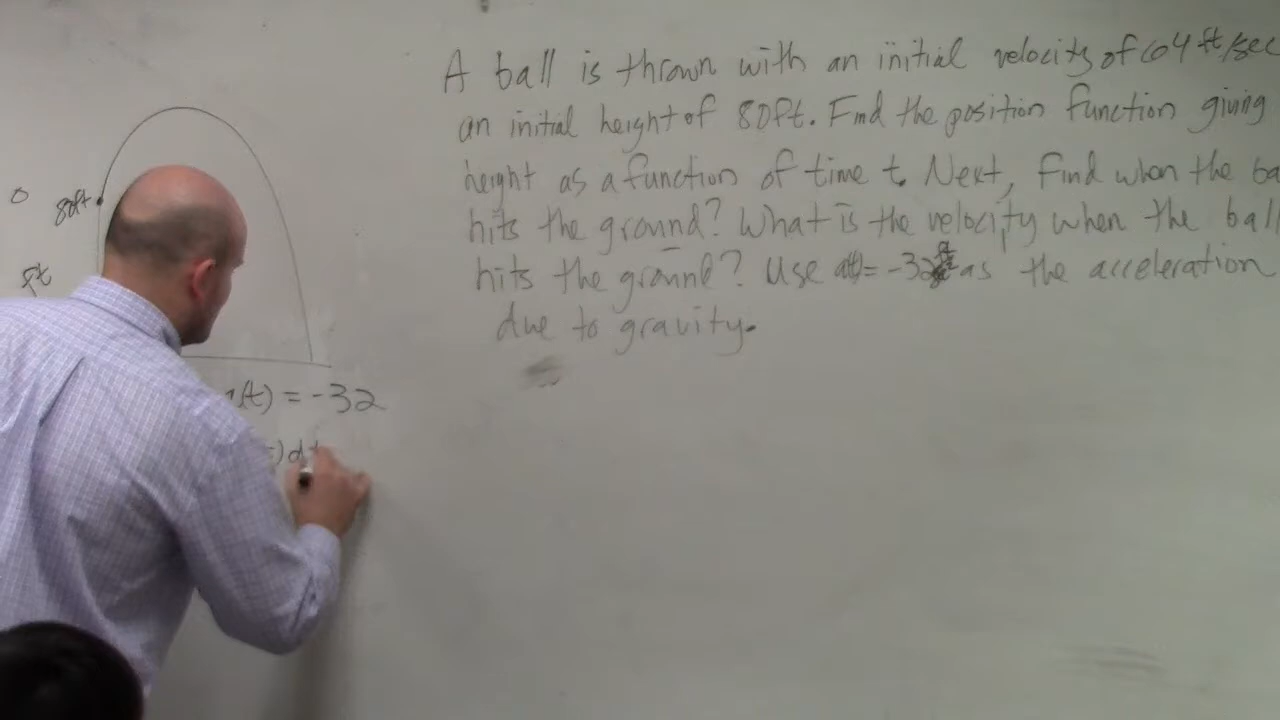 A ball is thrown with an initial velocity of 64 ft/sec
an initial height of 80ft. Find the position function giving
height as a function of time t. Next, find when the ba
hits the ground? What is the velocity when the ball
hits the ground? Use a(t)= -32 as the acceleration
due to gravity.
0
80ft
ft
(t) = -32
)dt